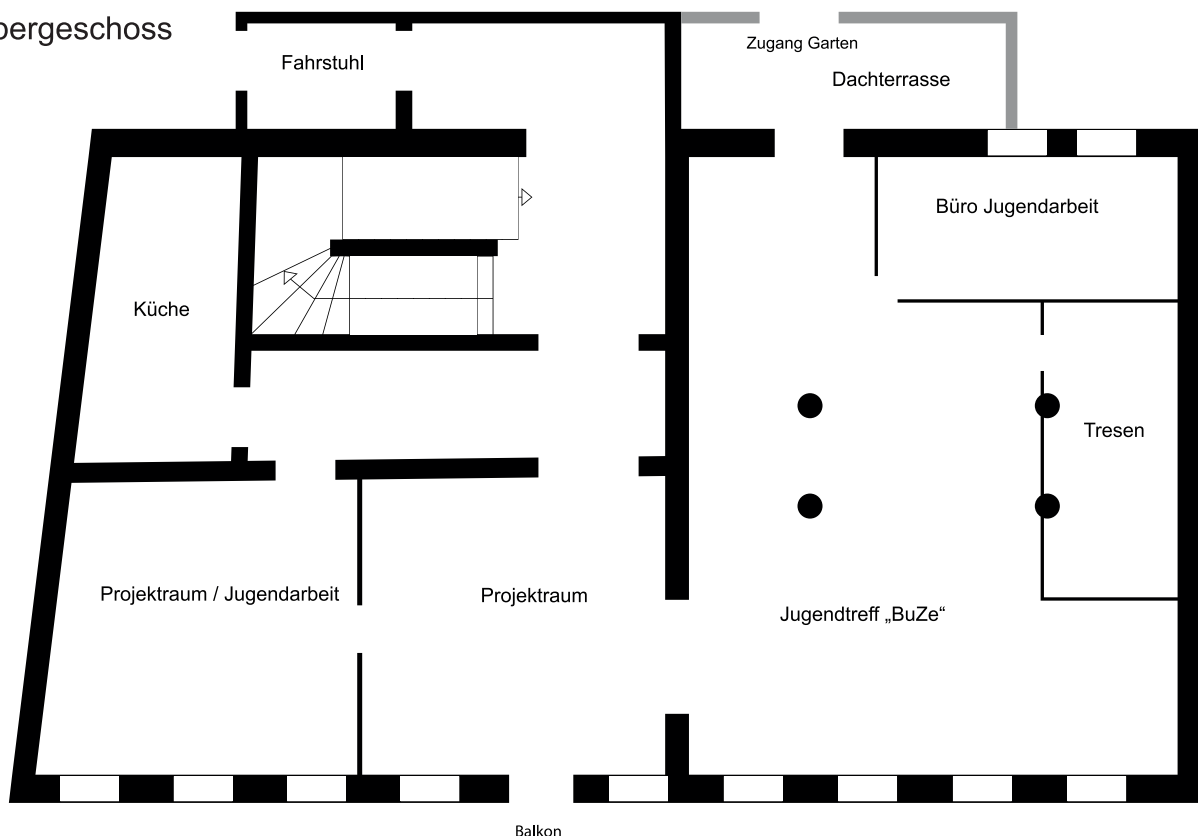 bergeschoss
Zugang Garten
Fahrstuhl
Dachterrasse
Büro Jugendarbeit
Küche
Tresen
Projektraum / Jugendarbeit
Projektraum
Jugendtreff „BuZe“
Balkon